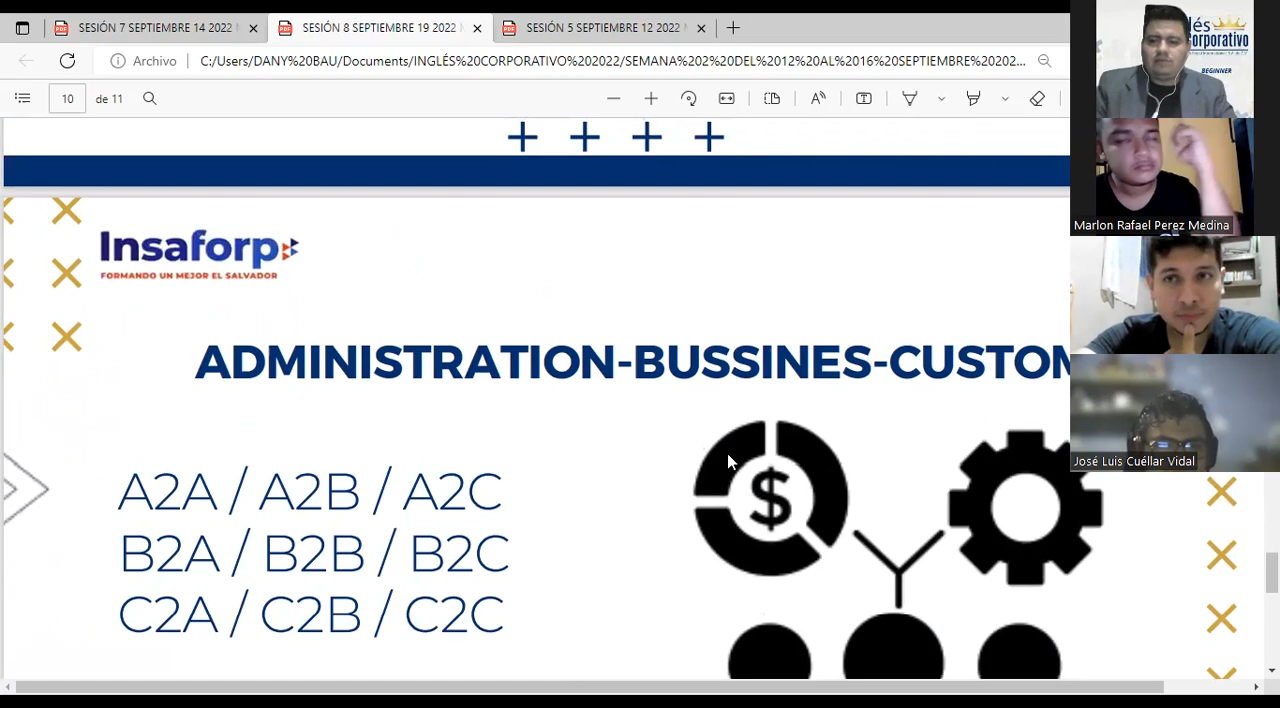 SESIÓN 7 SEPTIEMBRE 14 2022
SESIÓN 8 SEPTIEMBRE 19 2022
SESIÓN 5 SEPTIEMBRE 12 2022
Archivo
C:/Users/DANY%20BAU/Documents/INGLÉS%20CORPORATIVO%202022/SEMANA%202%20DEL%2012%20AL%2016%20SEPTIEMBRE%20202...
10 de 11
Insaforp
FORMANDO UN MEJOR EL SALVADOR
ADMINISTRATION-BUSSINES-CUSTOM
A2A / A2B / A2C
B2A / B2B / B2C
C2A / C2B / C2C
$
lés
orporativo
BEGINNER
Marlon Rafael Perez Medina
José Luis Cuéllar Vidal